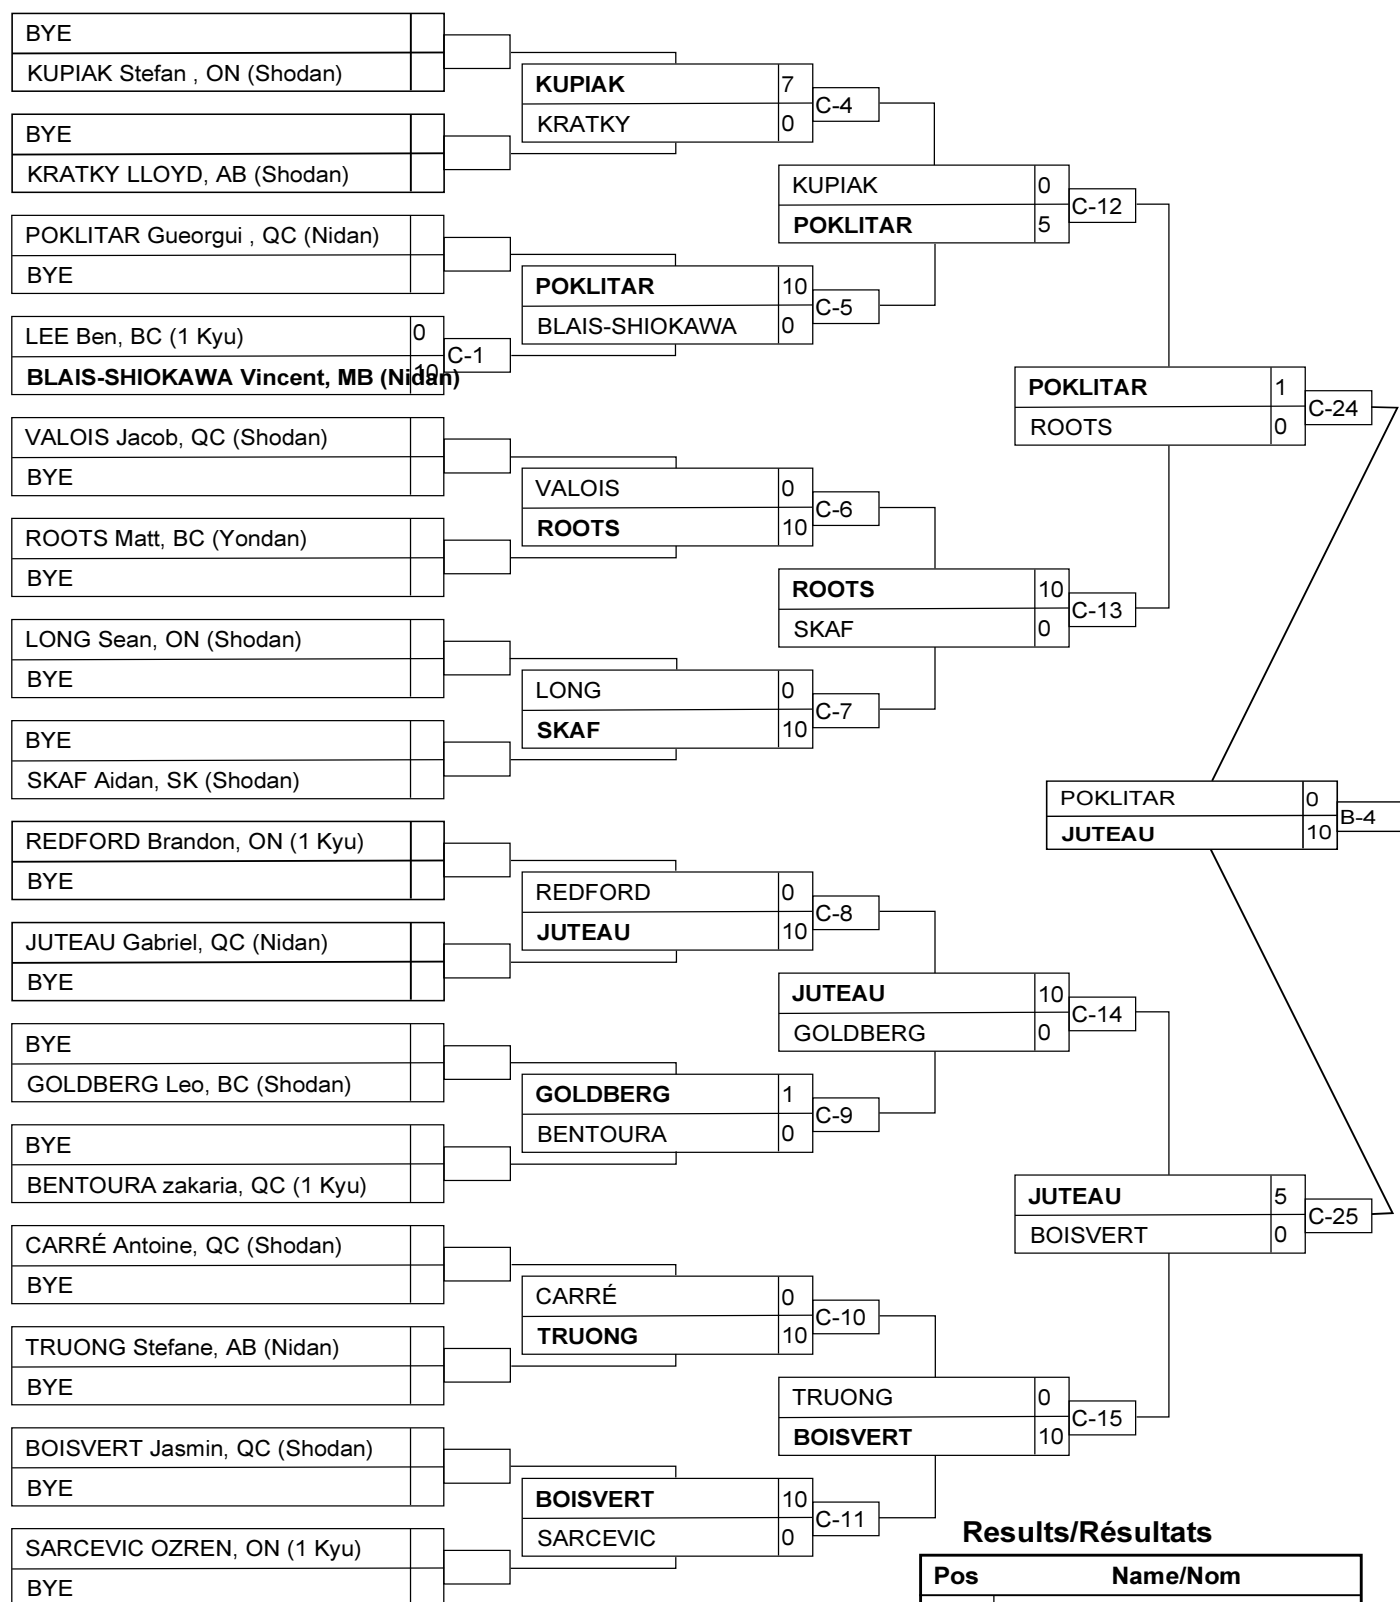 BYE
KUPIAK Stefan , ON (Shodan)
BYE
KRATKY LLOYD, AB (Shodan)
POKLITAR Gueorgui , QC (Nidan)
BYE
LEE Ben, BC (1 Kyu) 0
BLAIS-SHIOKAWA Vincent, MB (Nidan) 10
C-1
VALOIS Jacob, QC (Shodan)
BYE
ROOTS Matt, BC (Yondan)
BYE
LONG Sean, ON (Shodan)
BYE
BYE
SKAF Aidan, SK (Shodan)
REDFORD Brandon, ON (1 Kyu)
BYE
JUTEAU Gabriel, QC (Nidan)
BYE
BYE
GOLDBERG Leo, BC (Shodan)
BYE
BENTOURA zakaria, QC (1 Kyu)
CARRÉ Antoine, QC (Shodan)
BYE
TRUONG Stefane, AB (Nidan)
BYE
BOISVERT Jasmin, QC (Shodan)
BYE
SARCEVIC OZREN, ON (1 Kyu)
BYE
KUPIAK 7
KRATKY 0
C-4
POKLITAR 10
BLAIS-SHIOKAWA 0
C-5
VALOIS 0
ROOTS 10
C-6
LONG 0
SKAF 10
C-7
REDFORD 0
JUTEAU 10
C-8
GOLDBERG 1
BENTOURA 0
C-9
CARRÉ 0
TRUONG 10
C-10
BOISVERT 10
SARCEVIC 0
C-11
KUPIAK 0
POKLITAR 5
C-12
ROOTS 10
SKAF 0
C-13
JUTEAU 10
GOLDBERG 0
C-14
TRUONG 0
BOISVERT 10
C-15
POKLITAR 1
ROOTS 0
C-24
JUTEAU 5
BOISVERT 0
C-25
POKLITAR 0
JUTEAU 10
B-4
Results/Résultats
Pos Name/Nom